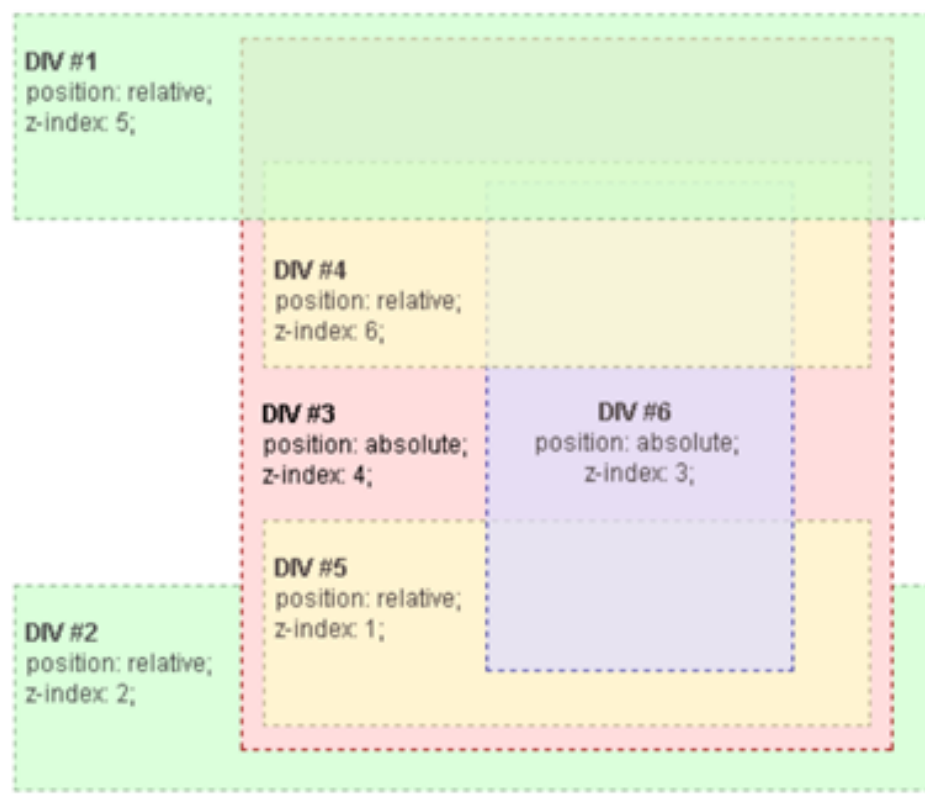 DIV #1
position: relative;
z-index: 5;
DIV #4
position: relative;
z-index: 6;
DIV #3
position: absolute;
z-index: 4;
DIV #6
position: absolute;
z-index: 3;
DIV #5
position: relative;
z-index: 1;
DIV #2
position: relative;
z-index: 2;